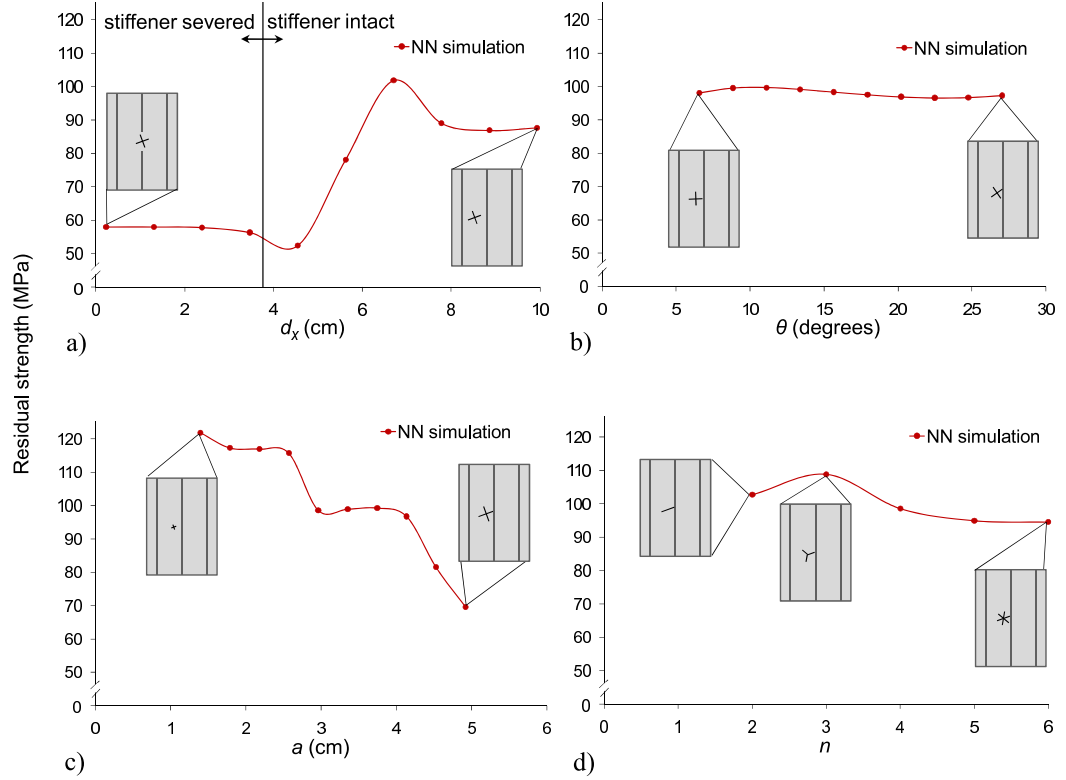 Residual strength (MPa)
stiffener severed
stiffener intact
NN simulation
120
110
100
90
80
70
60
50
0
0 2 4 6 8 10
dₓ (cm)
a)
NN simulation
120
110
100
90
80
70
60
50
0
0 5 10 15 20 25 30
θ (degrees)
b)
NN simulation
120
110
100
90
80
70
60
50
0
0 1 2 3 4 5 6
a (cm)
c)
NN simulation
120
110
100
90
80
70
60
50
0
0 1 2 3 4 5 6
n
d)